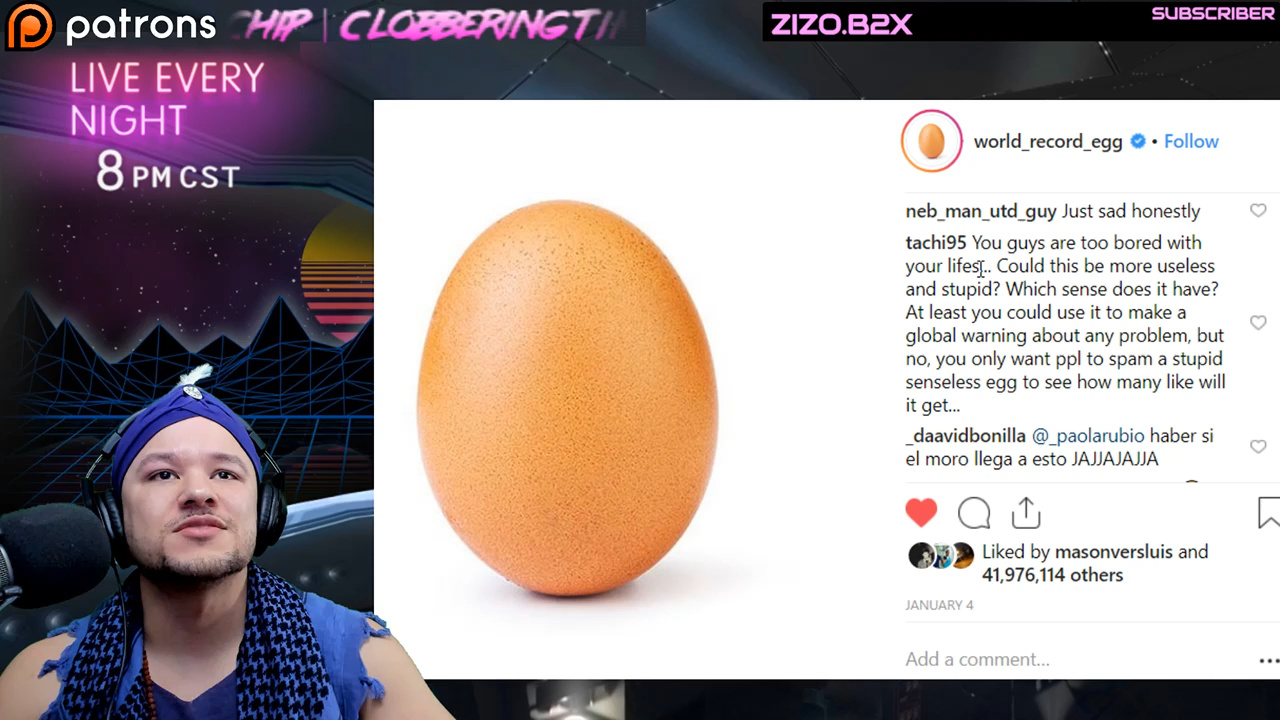 patrons
CHIP | CLOBBERINGTI
ZIZO.B2X
SUBSCRIBER
LIVE EVERY
NIGHT
8 PM CST
world_record_egg • Follow
neb_man_utd_guy Just sad honestly
tachi95 You guys are too bored with
your lifes.. Could this be more useless
and stupid? Which sense does it have?
At least you could use it to make a
global warning about any problem, but
no, you only want ppl to spam a stupid
senseless egg to see how many like will
it get...
_daavidbonilla @_paolarubio haber si
el moro llega a esto JAJJAJAJJA
Liked by masonversluis and
41,976,114 others
JANUARY 4
Add a comment...